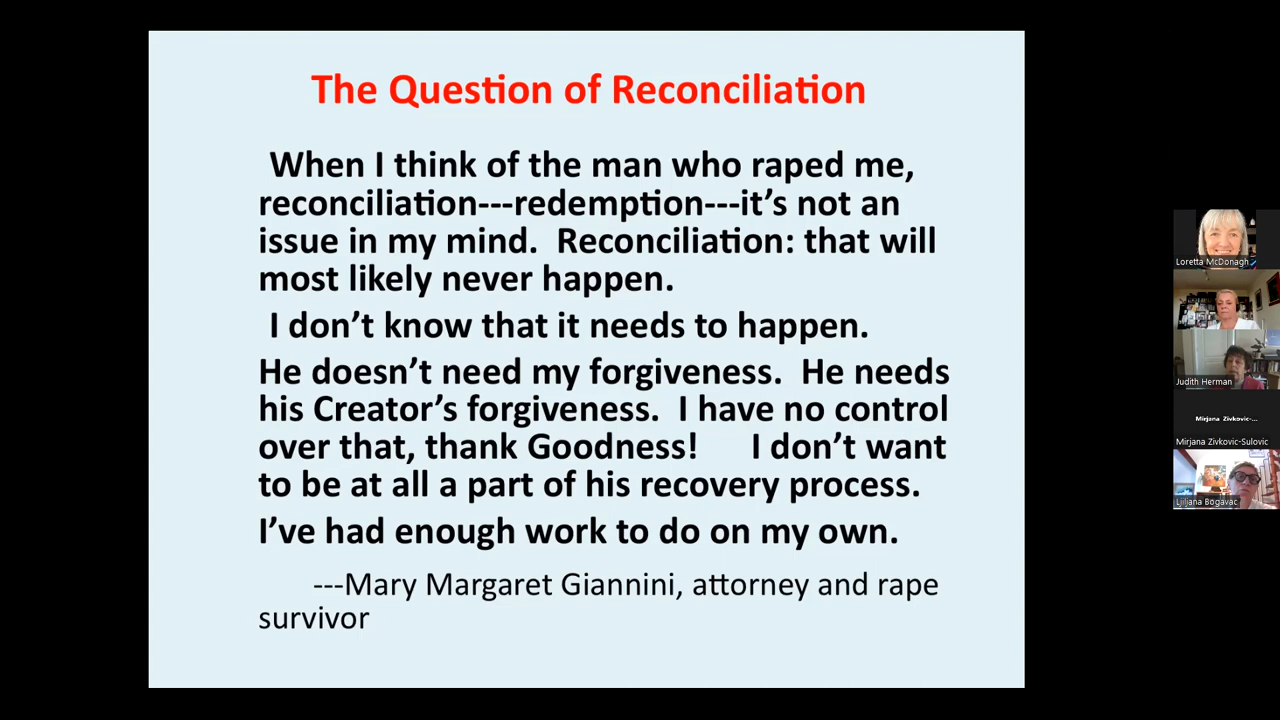 The Question of Reconciliation
When I think of the man who raped me,
reconciliation---redemption---it’s not an
issue in my mind.  Reconciliation: that will
most likely never happen.
I don’t know that it needs to happen.
He doesn’t need my forgiveness.  He needs
his Creator’s forgiveness.  I have no control
over that, thank Goodness!     I don’t want
to be at all a part of his recovery process.
I’ve had enough work to do on my own.
---Mary Margaret Giannini, attorney and rape
survivor
Loretta McDonagh
Judith Herman
Mirjana Zivkovic-...
Mirjana Zivkovic-Sulovic
Ljiljana Bogavac